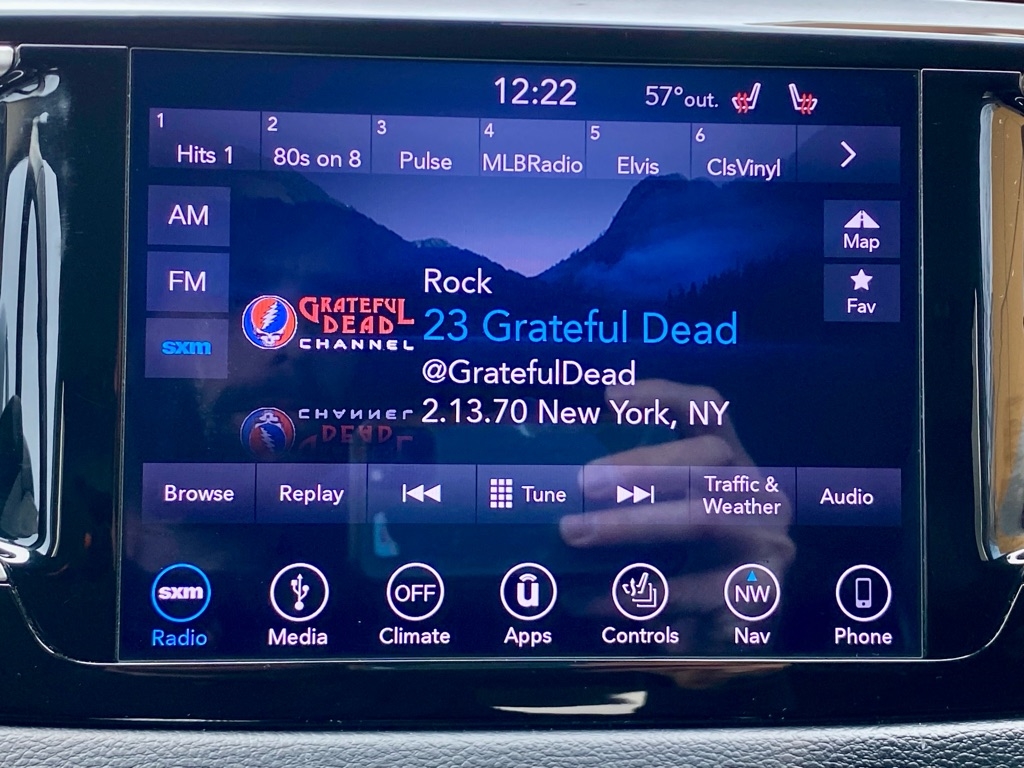 12:22 57°out.
1 2 3 4 5 6
Hits 1 80s on 8 Pulse MLBRadio Elvis ClsVinyl
AM
Map
FM
Fav
sxm
Rock
GRATEFUL
DEAD
CHANNEL
23 Grateful Dead
@GratefulDead
2.13.70 New York, NY
Browse Replay Tune Traffic &
Weather Audio
sxm OFF u NW
Radio Media Climate Apps Controls Nav Phone